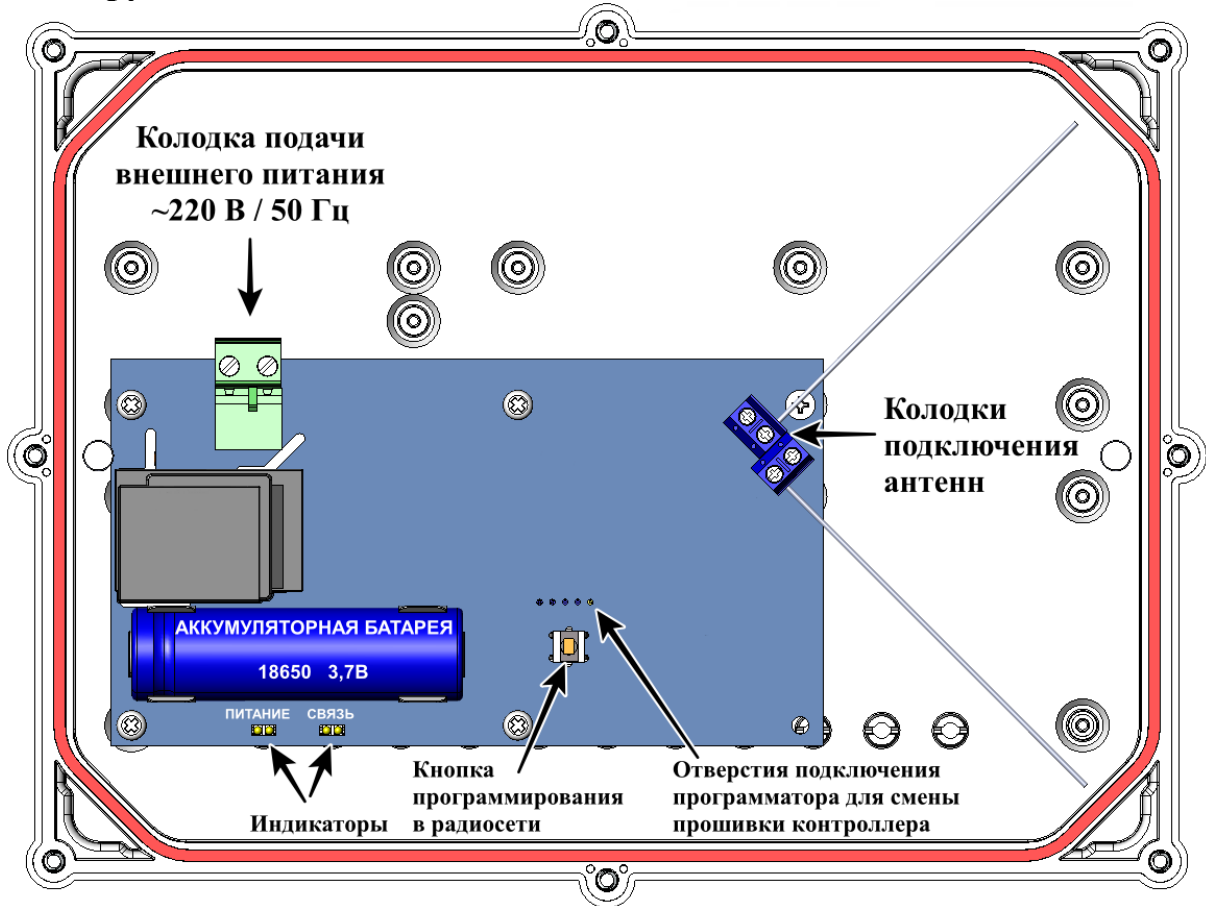 Колодка подачи
внешнего питания
~220 В / 50 Гц
Колодки
подключения
антенн
АККУМУЛЯТОРНАЯ БАТАРЕЯ
18650 3,7В
ПИТАНИЕ СВЯЗЬ
Индикаторы
Кнопка
программирования
в радиосети
Отверстия подключения
программатора для смены
прошивки контроллера